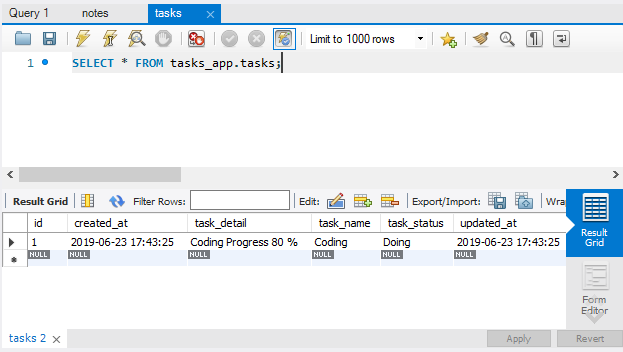 Query 1 notes tasks
Limit to 1000 rows
1 SELECT * FROM tasks_app.tasks;
Result Grid Filter Rows: Edit: Export/Import: Wra
id created_at task_detail task_name task_status updated_at
1 2019-06-23 17:43:25 Coding Progress 80 % Coding Doing 2019-06-23 17:43:25
NULL NULL NULL NULL NULL NULL
Result
Grid
Form
Editor
tasks 2 Apply Revert